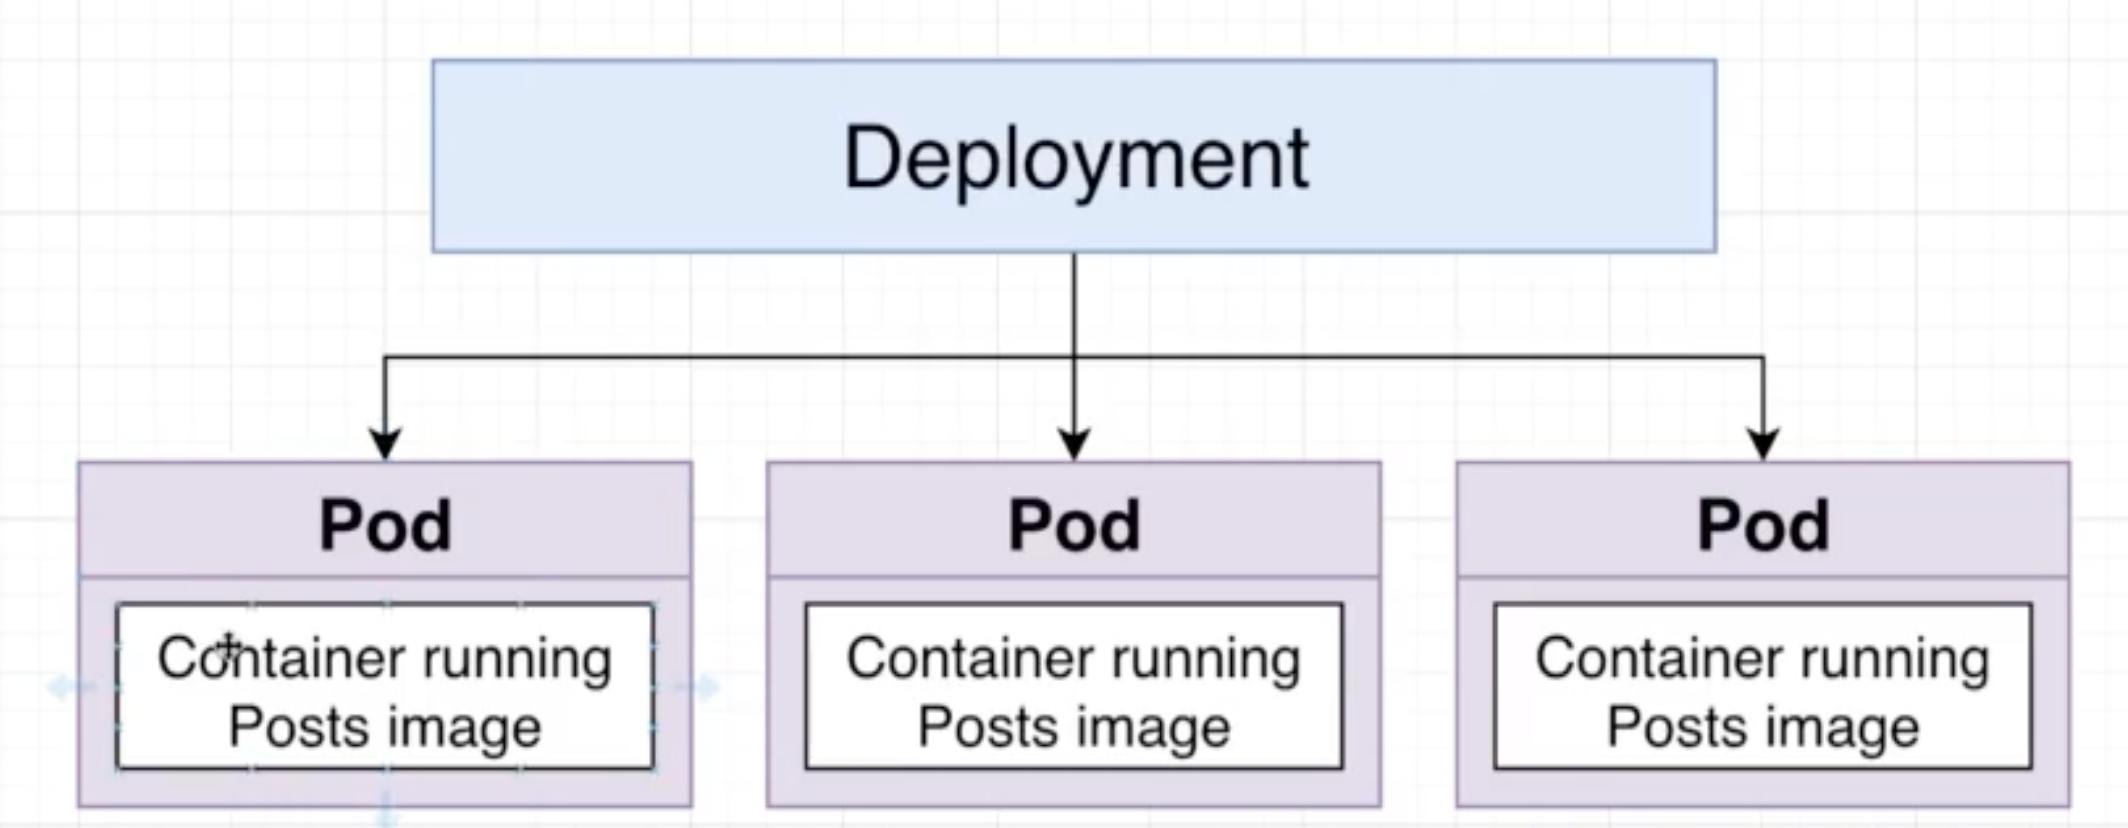 Deployment
Pod
Container running
Posts image
Pod
Container running
Posts image
Pod
Container running
Posts image